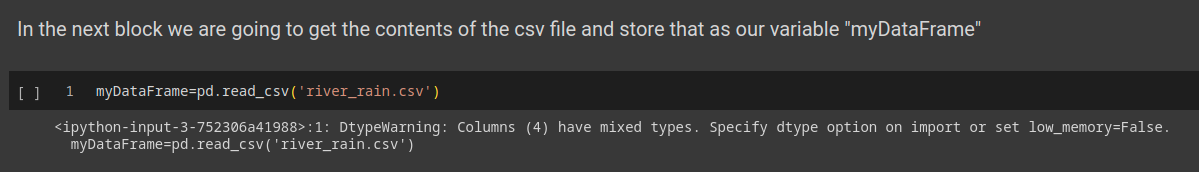 In the next block we are going to get the contents of the csv file and store that as our variable "myDataFrame"
[ ] 1 myDataFrame=pd.read_csv('river_rain.csv')
<ipython-input-3-752306a41988>:1: DtypeWarning: Columns (4) have mixed types. Specify dtype option on import or set low_memory=False.
myDataFrame=pd.read_csv('river_rain.csv')